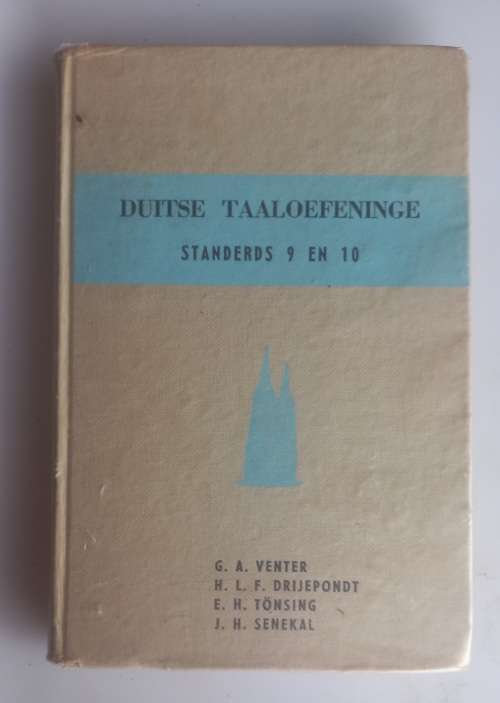 DUITSE TAALOEFENINGE
STANDERDS 9 EN 10
G. A. VENTER
H. L. F. DRIJEPONDT
E. H. TÖNSING
J. H. SENEKAL